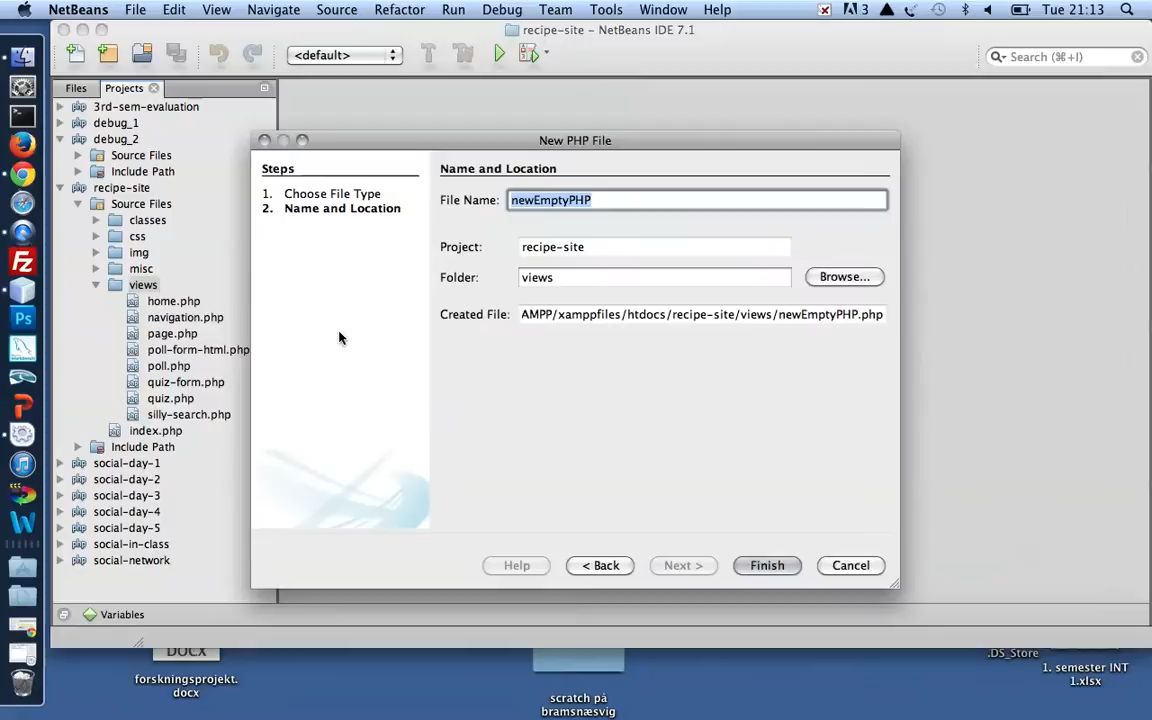 NetBeans File Edit View Navigate Source Refactor Run Debug Team Tools Window Help 3 Tue 21:13
recipe-site – NetBeans IDE 7.1
<default>
Search (⌘+I)
Files Projects
3rd-sem-evaluation
debug_1
debug_2
Source Files
Include Path
recipe-site
Source Files
classes
css
img
misc
views
home.php
navigation.php
page.php
poll-form-html.php
poll.php
quiz-form.php
quiz.php
silly-search.php
index.php
Include Path
social-day-1
social-day-2
social-day-3
social-day-4
social-day-5
social-in-class
social-network
New PHP File
Steps
1. Choose File Type
2. Name and Location
Name and Location
File Name: newEmptyPHP
Project: recipe-site
Folder: views Browse...
Created File: AMPP/xamppfiles/htdocs/recipe-site/views/newEmptyPHP.php
Help < Back Next > Finish Cancel
Variables
DOCX
forskningsprojekt.
docx
scratch på
bramsnæsvig
.DS_Store
1. semester INT
1.xlsx